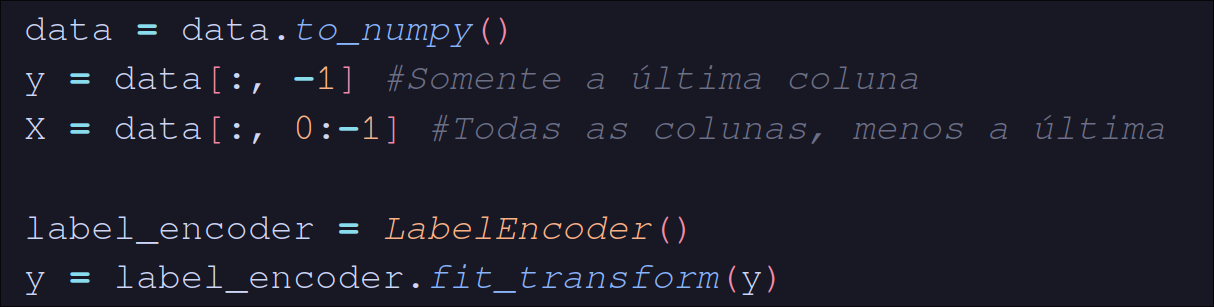 data = data.to_numpy()
y = data[:, -1] #Somente a última coluna
X = data[:, 0:-1] #Todas as colunas, menos a última
label_encoder = LabelEncoder()
y = label_encoder.fit_transform(y)